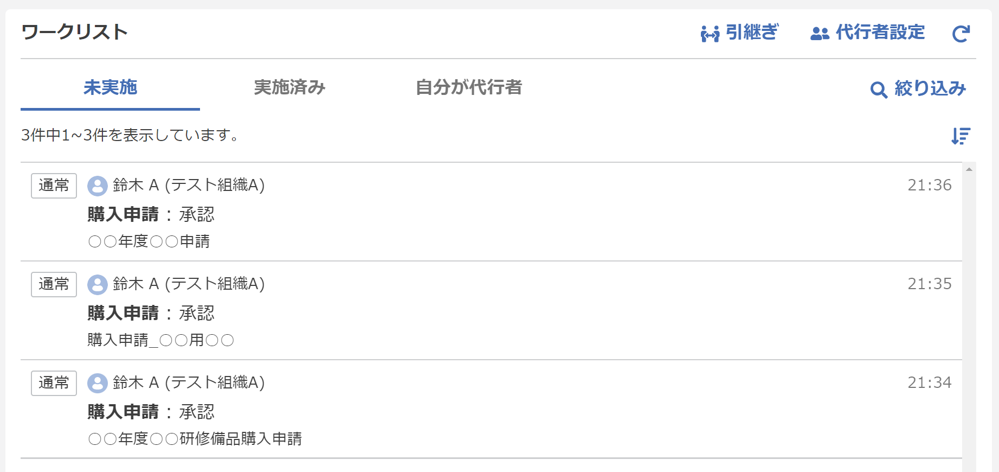 ワークリスト 引継ぎ 代行者設定
未実施 実施済み 自分が代行者 絞り込み
3件中1~3件を表示しています。
通常 鈴木 A (テスト組織A) 21:36
購入申請：承認
○○年度○○申請
通常 鈴木 A (テスト組織A) 21:35
購入申請：承認
購入申請_○○用○○
通常 鈴木 A (テスト組織A) 21:34
購入申請：承認
○○年度○○研修備品購入申請